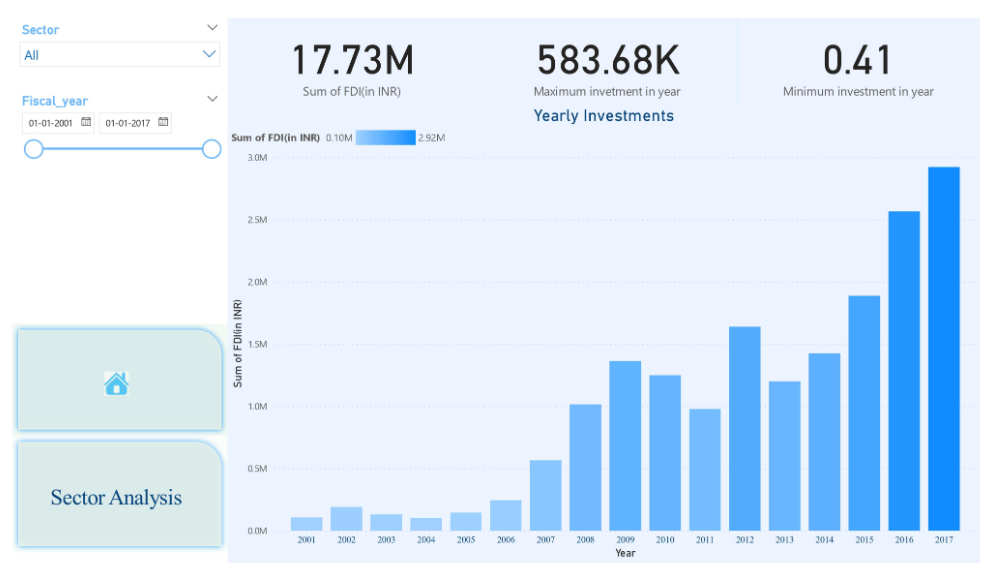 Sector
All
Fiscal_year
01-01-2001
01-01-2017
Sector Analysis
17.73M
Sum of FDI(in INR)
583.68K
Maximum invetment in year
0.41
Minimum investment in year
Yearly Investments
Sum of FDI(in INR) 0.10M 2.92M
Sum of FDI(in INR)
3.0M
2.5M
2.0M
1.5M
1.0M
0.5M
0.0M
2001 2002 2003 2004 2005 2006 2007 2008 2009 2010 2011 2012 2013 2014 2015 2016 2017
Year